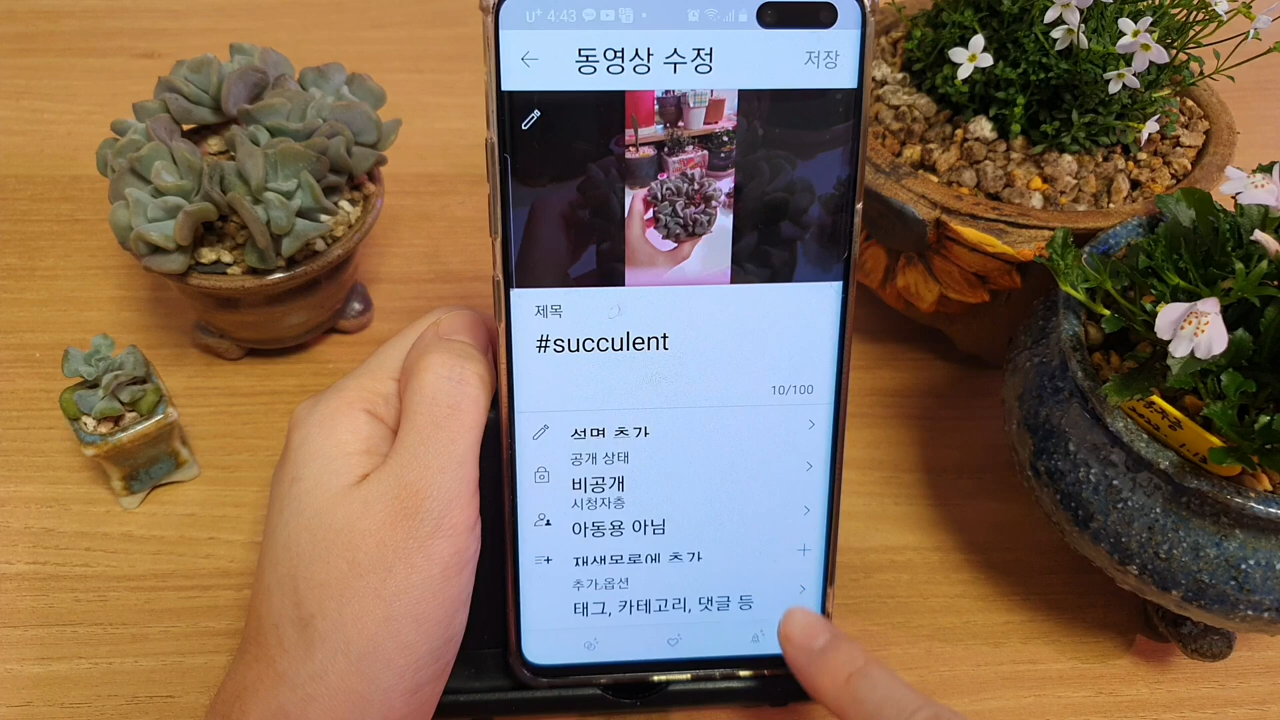 U+ 4:43
동영상 수정
저장
제목
#succulent
10/100
설명 추가
공개 상태
비공개
시청자층
아동용 아님
재생목록에 추가
추가 옵션
태그, 카테고리, 댓글 등